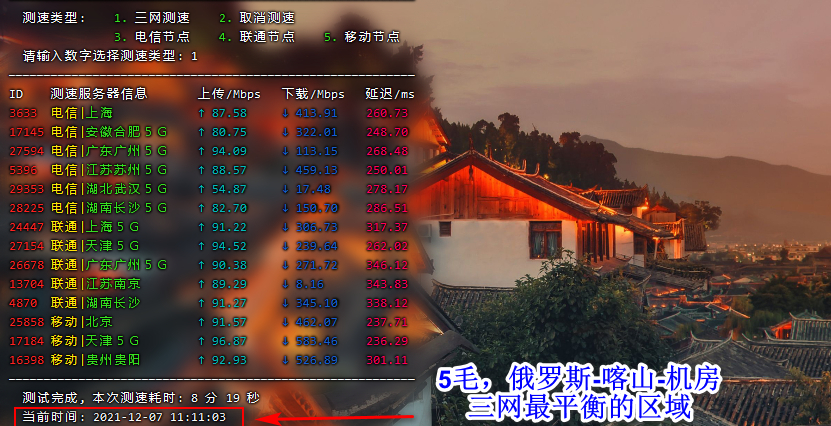 测速类型: 1. 三网测速 2. 取消测速
3. 电信节点 4. 联通节点 5. 移动节点
请输入数字选择测速类型: 1
ID 测速服务器信息 上传/Mbps 下载/Mbps 延迟/ms
3633 电信|上海 ↑ 87.58 ↓ 413.91 260.73
17145 电信|安徽合肥５Ｇ ↑ 80.75 ↓ 322.01 248.70
27594 电信|广东广州５Ｇ ↑ 94.09 ↓ 113.15 268.48
5396 电信|江苏苏州５Ｇ ↑ 88.57 ↓ 459.13 250.01
29353 电信|湖北武汉５Ｇ ↑ 54.87 ↓ 17.48 278.17
28225 电信|湖南长沙５Ｇ ↑ 82.70 ↓ 150.70 286.51
24447 联通|上海５Ｇ ↑ 91.22 ↓ 306.73 317.37
27154 联通|天津５Ｇ ↑ 94.52 ↓ 239.64 262.02
26678 联通|广东广州５Ｇ ↑ 90.38 ↓ 271.72 346.12
13704 联通|江苏南京 ↑ 89.29 ↓ 8.16 343.83
4870 联通|湖南长沙 ↑ 91.27 ↓ 345.10 338.12
25858 移动|北京 ↑ 91.57 ↓ 462.07 237.71
17184 移动|天津５Ｇ ↑ 96.87 ↓ 583.46 236.29
16398 移动|贵州贵阳 ↑ 92.93 ↓ 526.89 301.11
测试完成, 本次测速耗时: 8 分 19 秒
当前时间: 2021-12-07 11:11:03
5毛，俄罗斯-喀山-机房
三网最平衡的区域